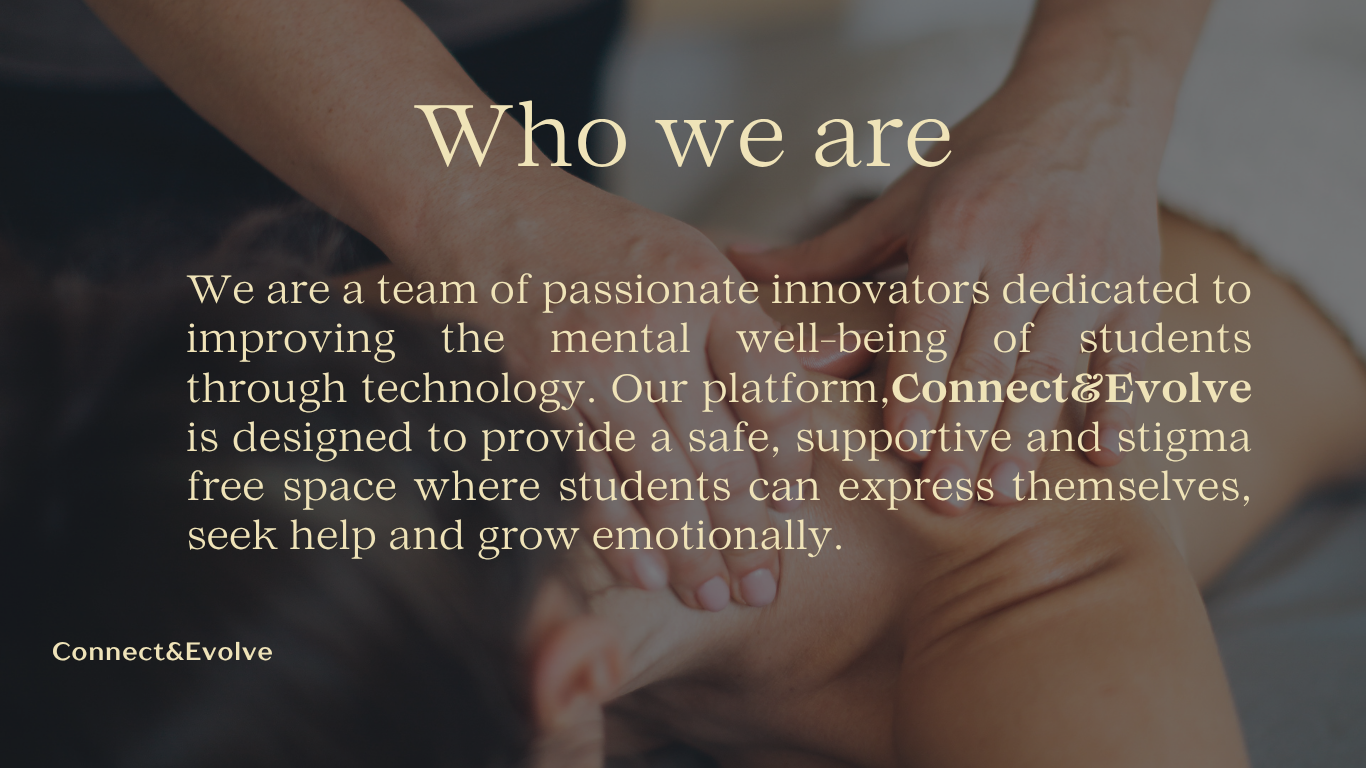 Who we are
We are a team of passionate innovators dedicated to
improving the mental well-being of students
through technology. Our platform,Connect&Evolve
is designed to provide a safe, supportive and stigma
free space where students can express themselves,
seek help and grow emotionally.
Connect&Evolve